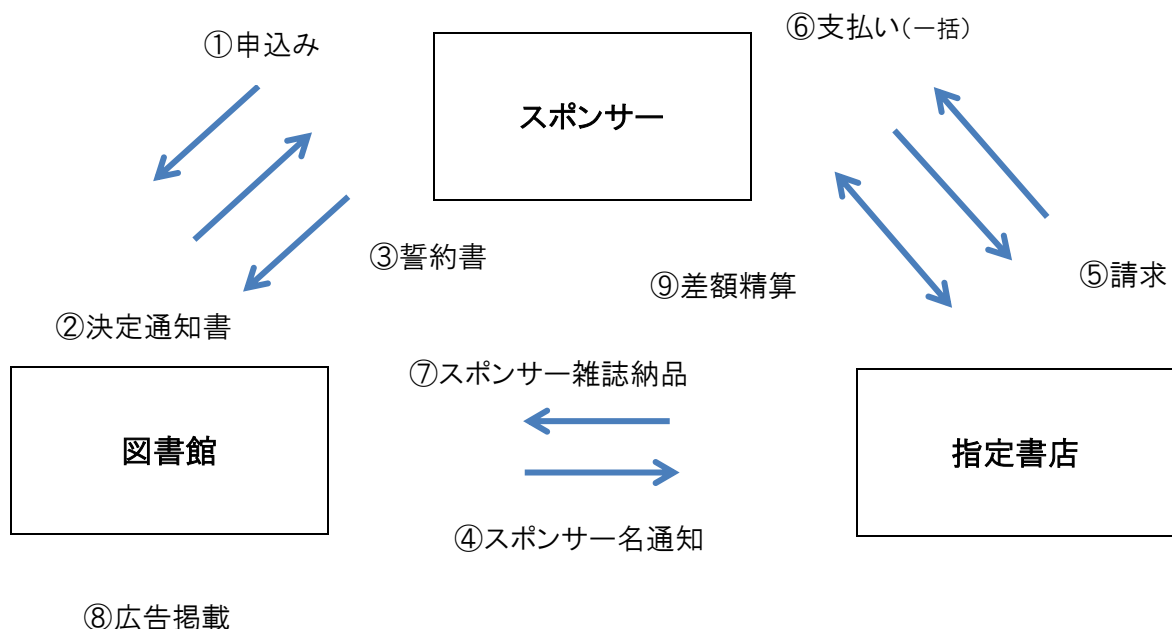 ①申込み
⑥支払い(一括)
スポンサー
③誓約書
⑨差額精算
⑤請求
②決定通知書
⑦スポンサー雑誌納品
図書館
指定書店
④スポンサー名通知
⑧広告掲載